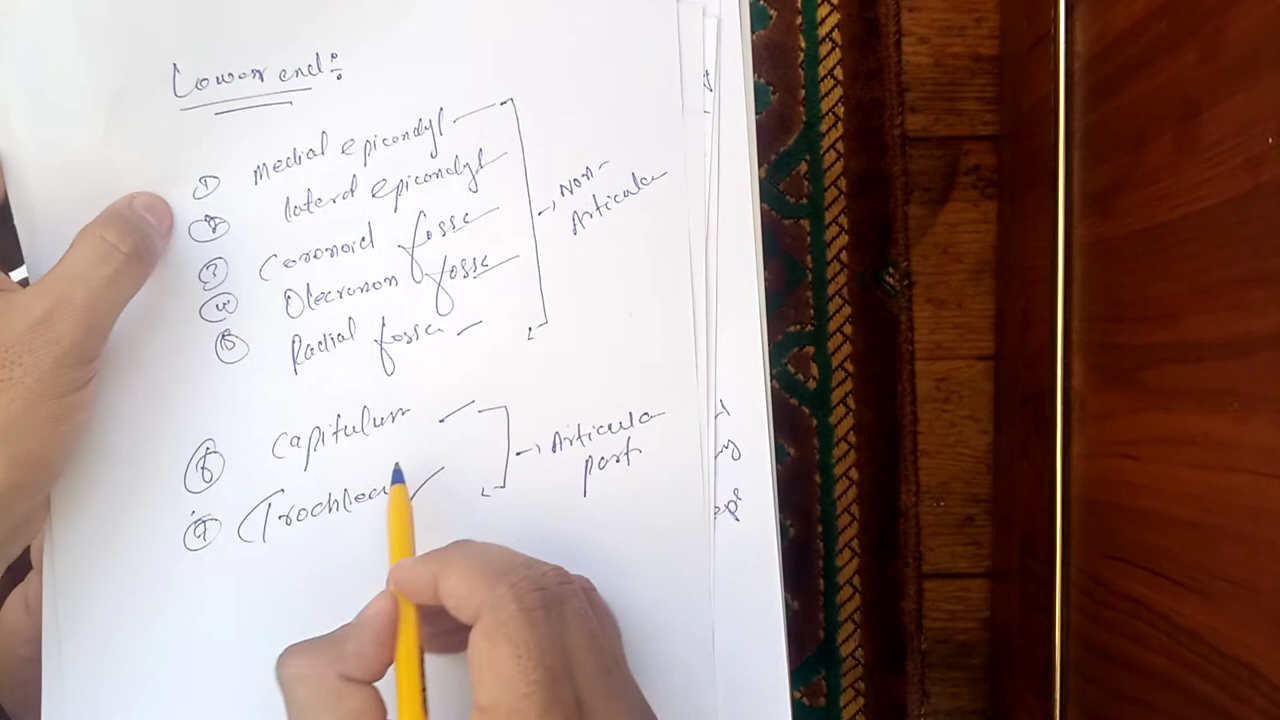 Lower end:
① Medial epicondyl
② lateral epicondyl
③ Coronoid fossa
④ Olecranon fossa
⑤ Radial fossa
Non-
Articular
⑥ Capitulum
⑦ Trochlea
Articular
part